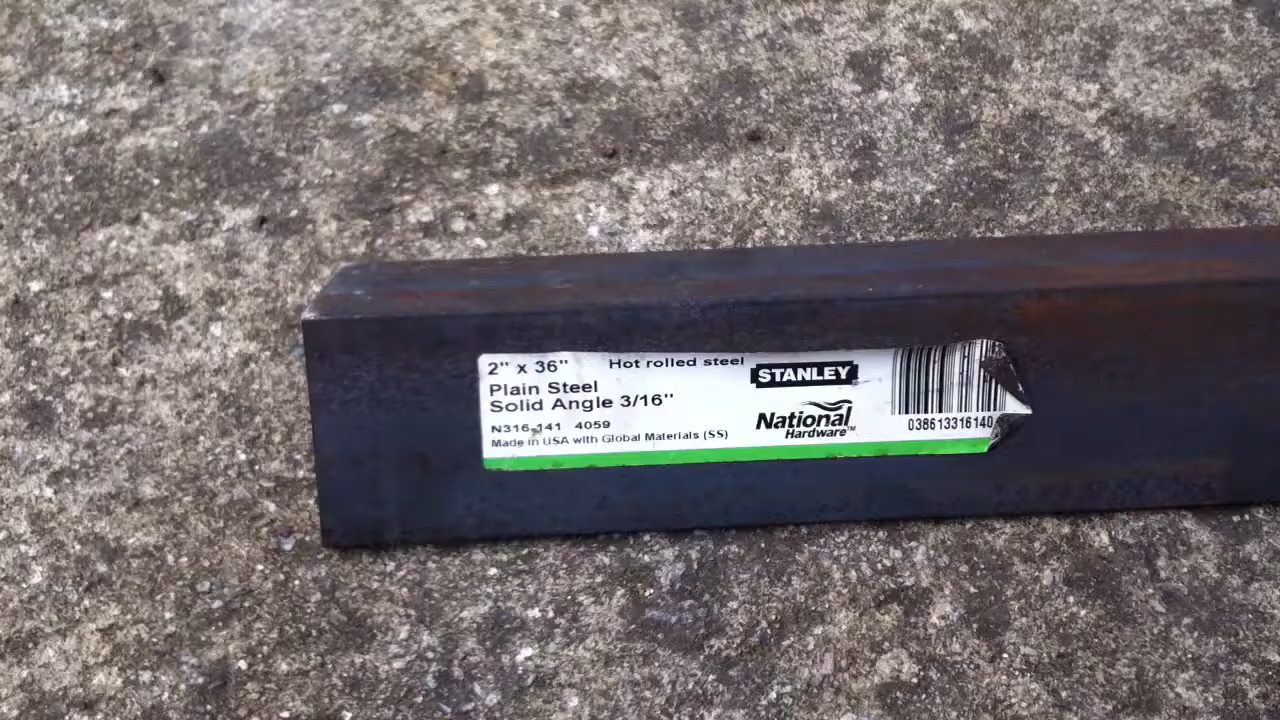 2" x 36" Hot rolled steel
Plain Steel
Solid Angle 3/16"
N316-141 4059
Made in USA with Global Materials (SS)
STANLEY
National
Hardware™
038613316140